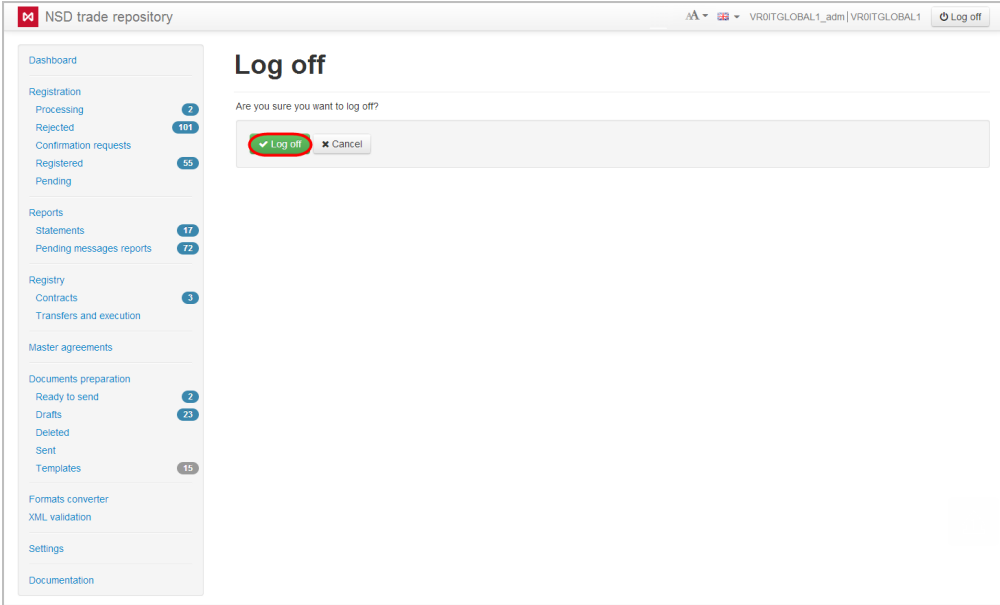 NSD trade repository
AA
VR0ITGLOBAL1_adm | VR0ITGLOBAL1
Log off
Dashboard
Registration
Processing 2
Rejected 101
Confirmation requests
Registered 55
Pending
Reports
Statements 17
Pending messages reports 72
Registry
Contracts 3
Transfers and execution
Master agreements
Documents preparation
Ready to send 2
Drafts 23
Deleted
Sent
Templates 15
Formats converter
XML validation
Settings
Documentation
Log off
Are you sure you want to log off?
Log off
Cancel